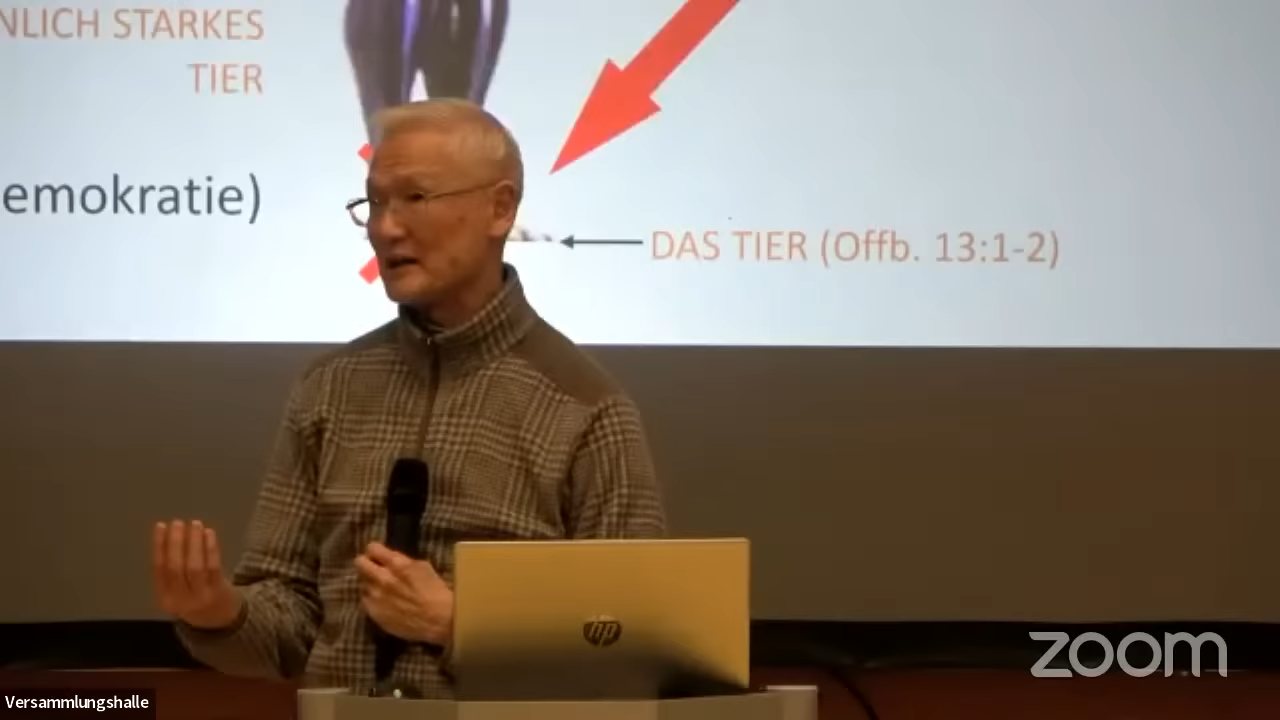 NLICH STARKES
TIER
emokratie)
DAS TIER (Offb. 13:1-2)
hp
zoom
Versammlungshalle